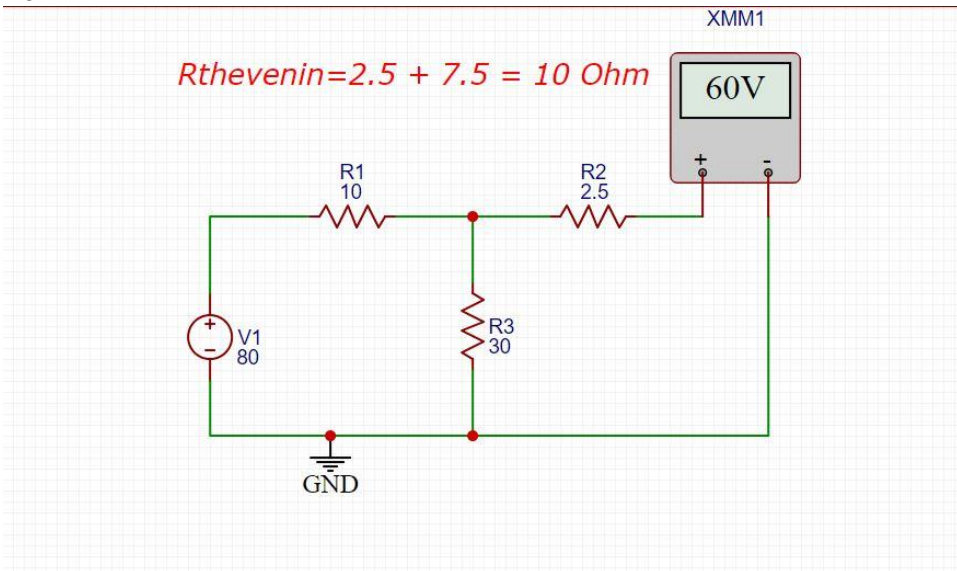 XMM1
Rthevenin=2.5 + 7.5 = 10 Ohm
60V
+ -
R1
10
R2
2.5
+
-
V1
80
R3
30
GND